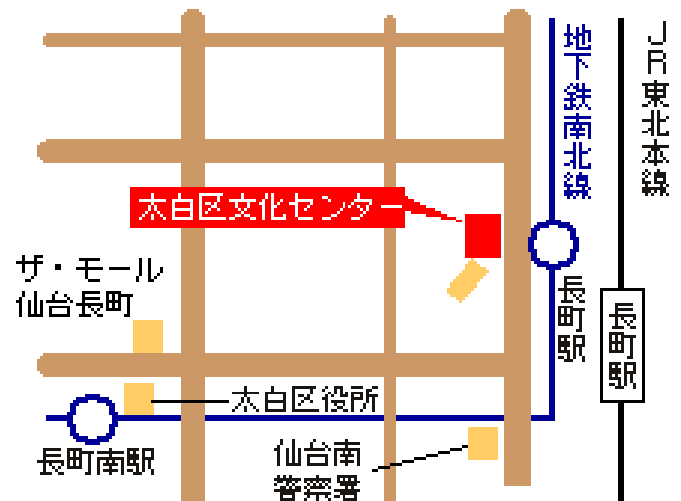 地下鉄南北線
JR東北本線
太白区文化センター
ザ・モール
仙台長町
長町駅
長町駅
太白区役所
長町南駅
仙台南
警察署